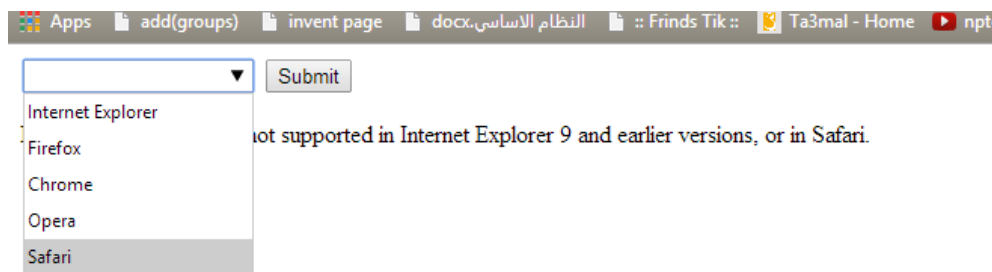 Apps add(groups) invent page النظام الاساسي.docx :: Frinds Tik :: Ta3mal - Home npt
Submit
Internet Explorer
not supported in Internet Explorer 9 and earlier versions, or in Safari.
Firefox
Chrome
Opera
Safari